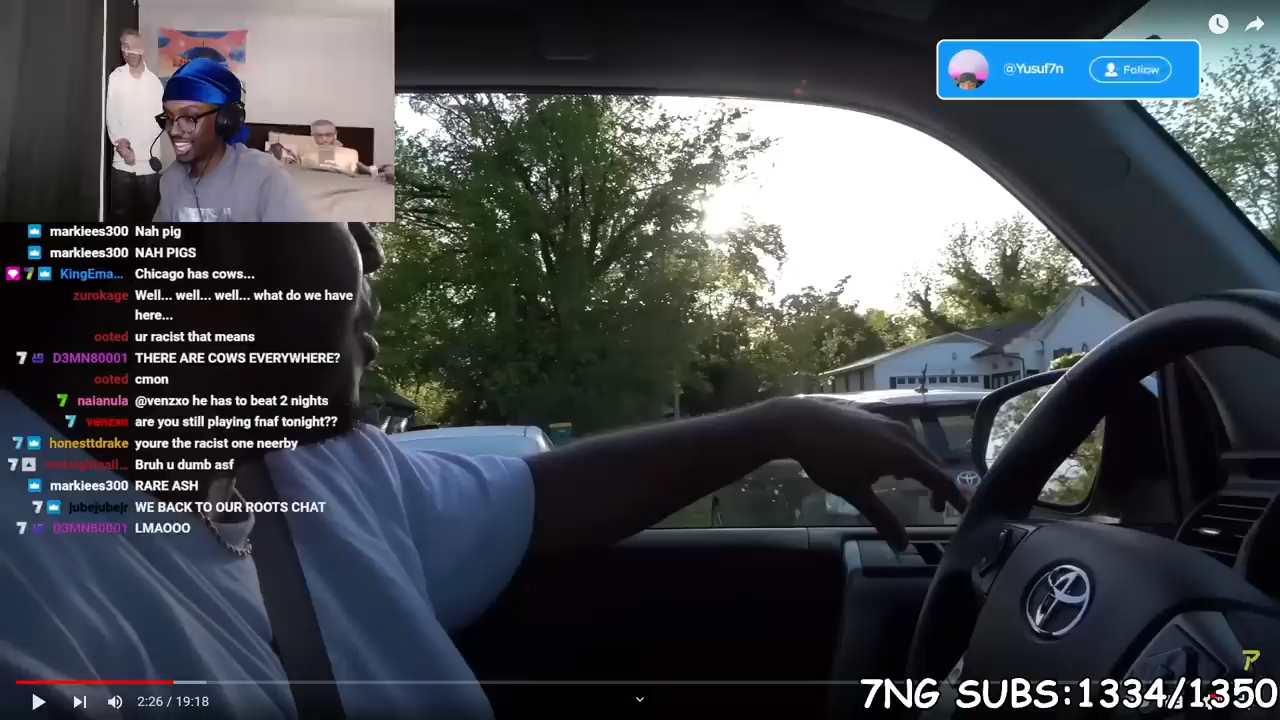 @Yusuf7n
Follow
markiees300 Nah pig
markiees300 NAH PIGS
KingEma... Chicago has cows...
zurokage Well... well... well... what do we have
here...
ooted ur racist that means
D3MN80001 THERE ARE COWS EVERYWHERE?
ooted cmon
naianula @venzxo he has to beat 2 nights
venzxo are you still playing fnaf tonight??
honesttdrake youre the racist one neerby
Bruh u dumb asf
markiees300 RARE ASH
jubejubejr WE BACK TO OUR ROOTS CHAT
D3MN80001 LMAOOO
2:26 / 19:18
7NG SUBS:1334/1350